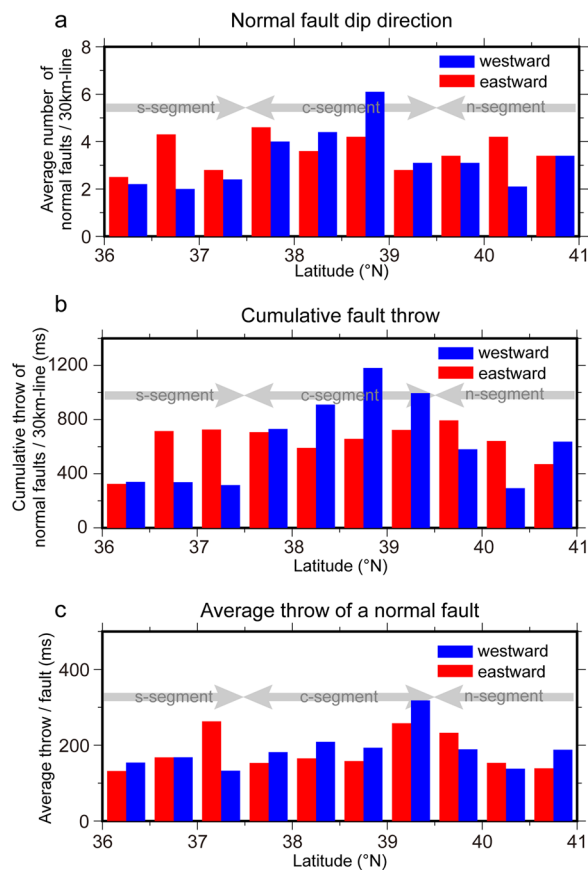 a
Normal fault dip direction
Average number of
normal faults / 30km-line
8
6
4
2
0
westward
eastward
s-segment
c-segment
n-segment
36
37
38
39
40
41
Latitude (°N)
b
Cumulative fault throw
Cumulative throw of
normal faults / 30km-line (ms)
1200
800
400
0
westward
eastward
s-segment
c-segment
n-segment
36
37
38
39
40
41
Latitude (°N)
c
Average throw of a normal fault
Average throw / fault (ms)
400
200
0
westward
eastward
s-segment
c-segment
n-segment
36
37
38
39
40
41
Latitude (°N)